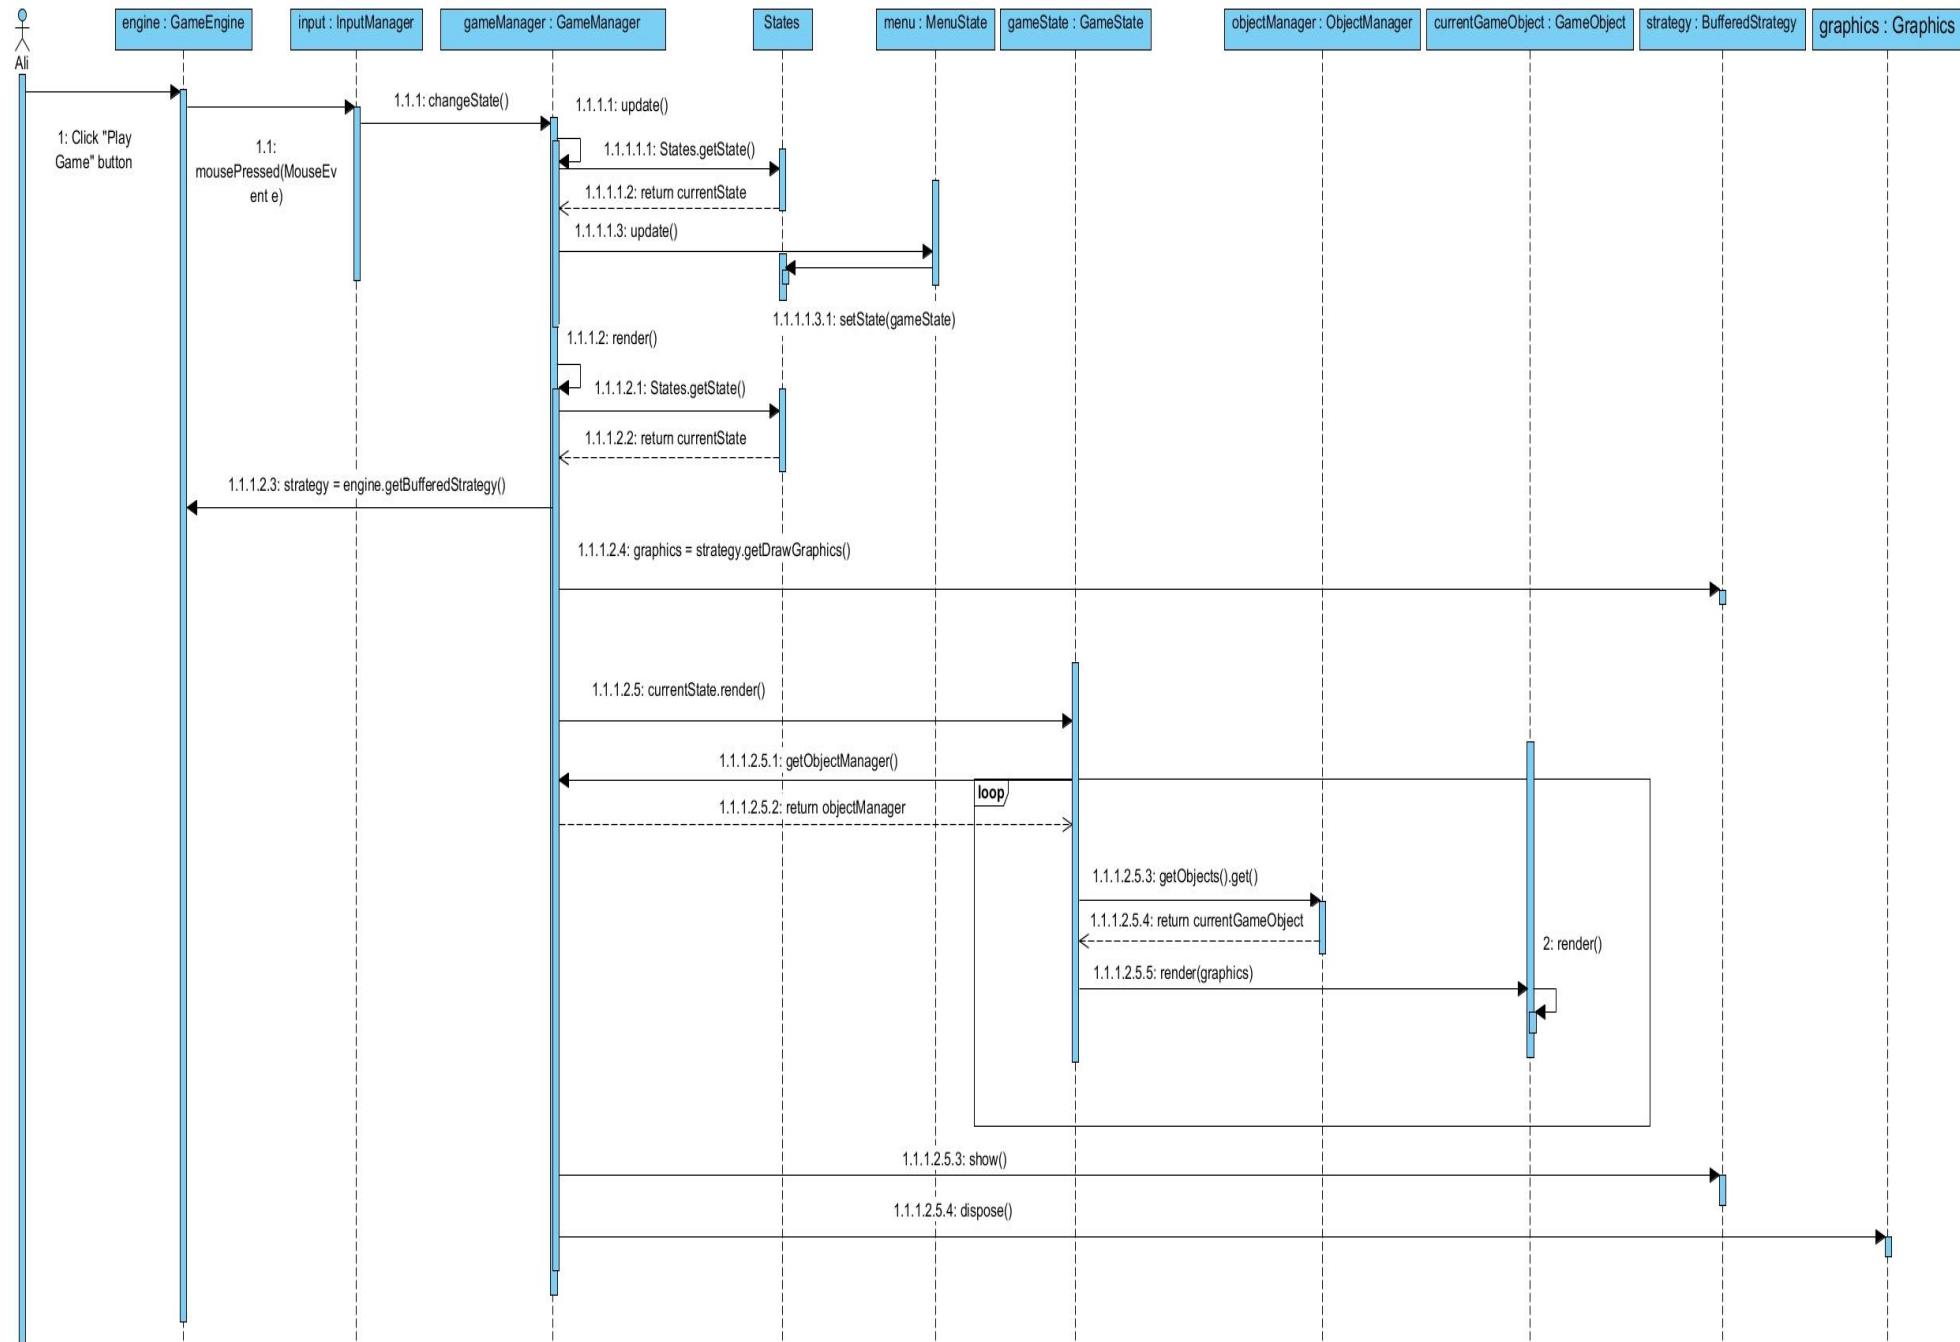 engine : GameEngine
input : InputManager
gameManager : GameManager
States
menu : MenuState
gameState : GameState
objectManager : ObjectManager
currentGameObject : GameObject
strategy : BufferedStrategy
graphics : Graphics
Ali
1: Click "Play
Game" button
1.1:
mousePressed(MouseEv
ent e)
1.1.1: changeState()
1.1.1.1: update()
1.1.1.1.1: States.getState()
1.1.1.1.2: return currentState
1.1.1.1.3: update()
1.1.1.1.3.1: setState(gameState)
1.1.1.2: render()
1.1.1.2.1: States.getState()
1.1.1.2.2: return currentState
1.1.1.2.3: strategy = engine.getBufferedStrategy()
1.1.1.2.4: graphics = strategy.getDrawGraphics()
1.1.1.2.5: currentState.render()
1.1.1.2.5.1: getObjectManager()
loop
1.1.1.2.5.2: return objectManager
1.1.1.2.5.3: getObjects().get()
1.1.1.2.5.4: return currentGameObject
2: render()
1.1.1.2.5.5: render(graphics)
1.1.1.2.5.3: show()
1.1.1.2.5.4: dispose()